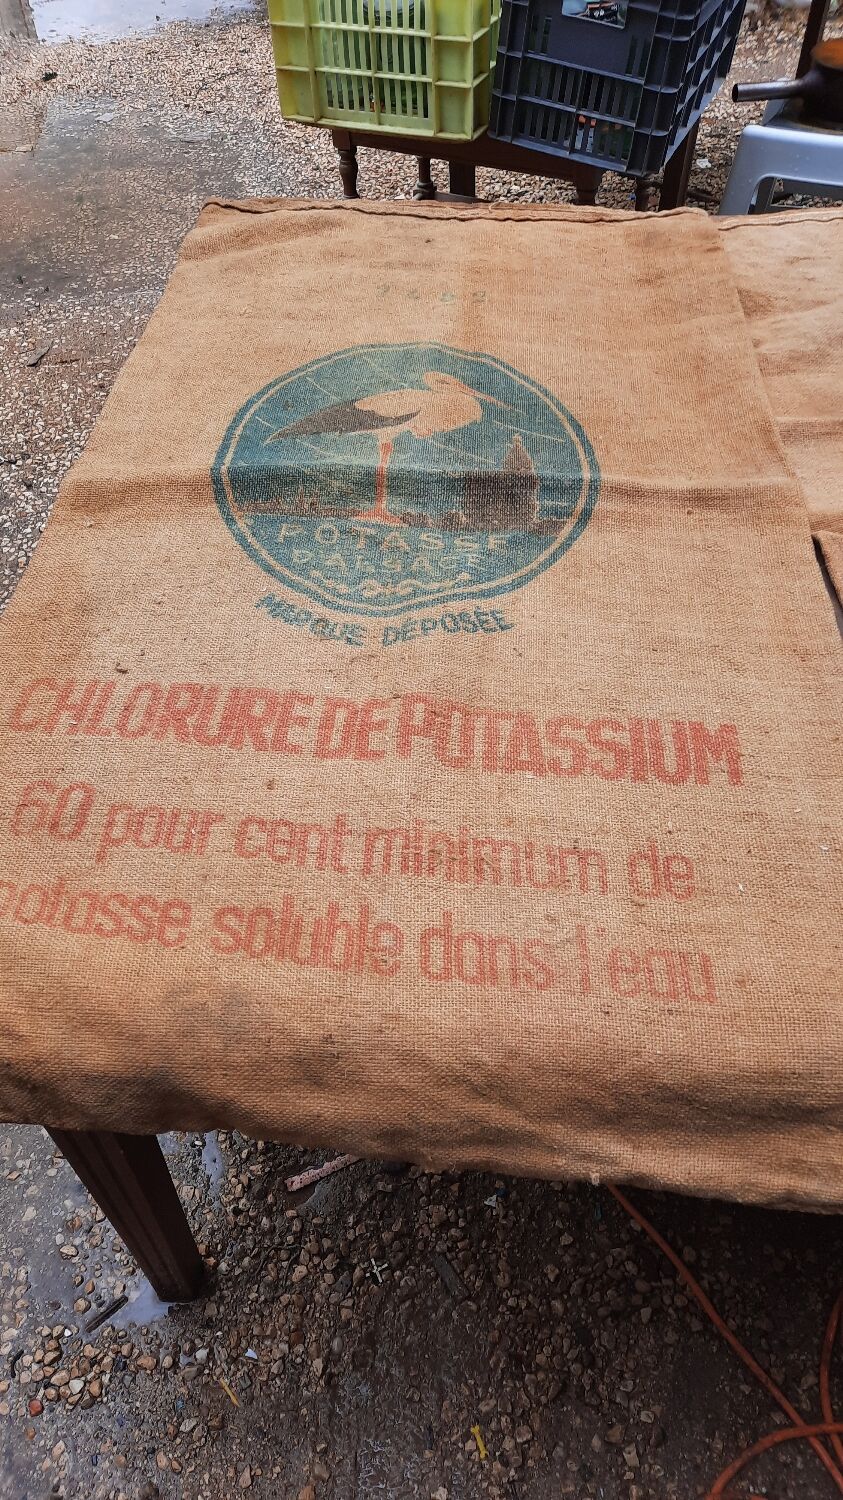 POTASSE
D'ALSACE
MARQUE DÉPOSÉE
CHLORURE DE POTASSIUM
60 pour cent minimum de
potasse soluble dans l'eau